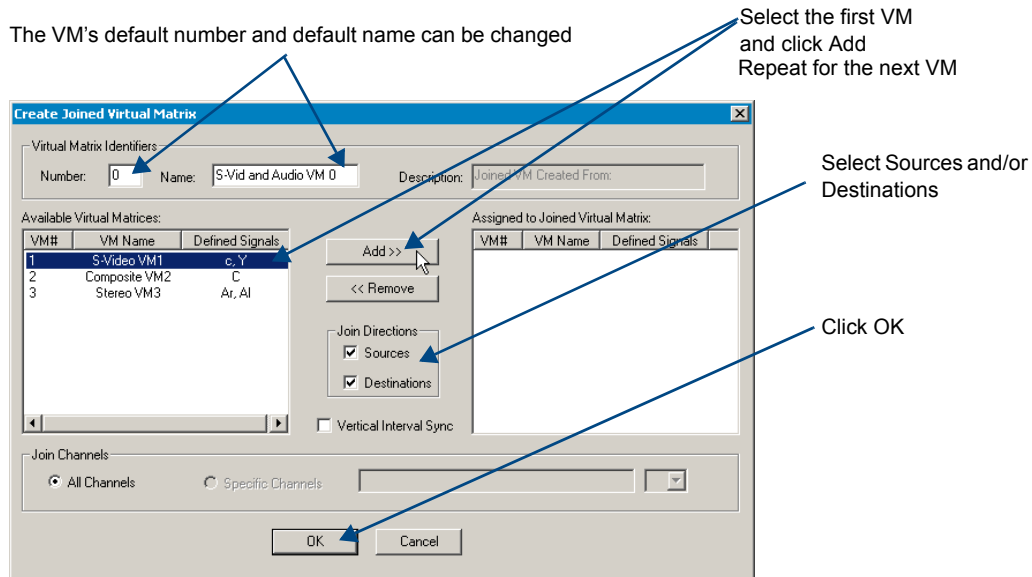 The VM's default number and default name can be changed
Select the first VM
and click Add
Repeat for the next VM
Create Joined Virtual Matrix
Virtual Matrix Identifiers
Number: 0 Name: S-Vid and Audio VM 0 Description: Joined VM Created From:
Select Sources and/or
Destinations
Available Virtual Matrices:
Assigned to Joined Virtual Matrix:
VM# VM Name Defined Signals
VM# VM Name Defined Signals
1 S-Video VM1 c, Y
2 Composite VM2 C
3 Stereo VM3 Ar, Al
Add >>
<< Remove
Join Directions
Sources
Destinations
Click OK
Vertical Interval Sync
Join Channels
All Channels Specific Channels
OK Cancel